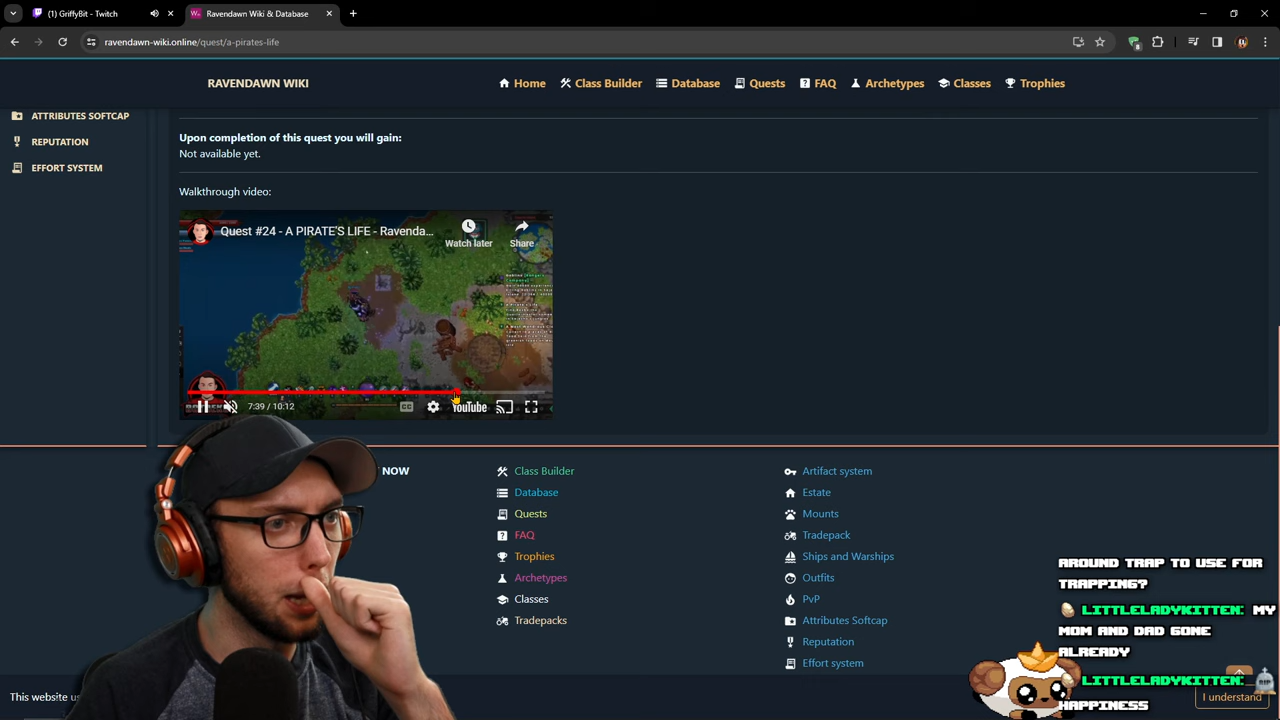 (1) GriffyBit - Twitch
Ravendawn Wiki & Database
ravendawn-wiki.online/quest/a-pirates-life
RAVENDAWN WIKI
Home
Class Builder
Database
Quests
FAQ
Archetypes
Classes
Trophies
ATTRIBUTES SOFTCAP
REPUTATION
EFFORT SYSTEM
Upon completion of this quest you will gain:
Not available yet.
Walkthrough video:
Quest #24 - A PIRATE'S LIFE - Ravenda...
Watch later
Share
7:39 / 10:12
CC
YouTube
NOW
Class Builder
Database
Quests
FAQ
Trophies
Archetypes
Classes
Tradepacks
Artifact system
Estate
Mounts
Tradepack
Ships and Warships
Outfits
PvP
Attributes Softcap
Reputation
Effort system
AROUND TRAP TO USE FOR
TRAPPING?
LITTLELADYKITTEN: MY
MOM AND DAD GONE
ALREADY
LITTLELADYKITTEN:
HAPPINESS
RIP
This website
I understand